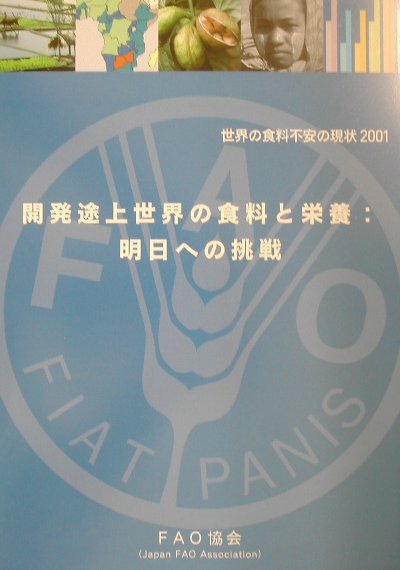 世界の食料不安の現状 2001
開発途上世界の食料と栄養：
明日への挑戦
F A O
FIAT PANIS
FAO協会
(Japan FAO Association)